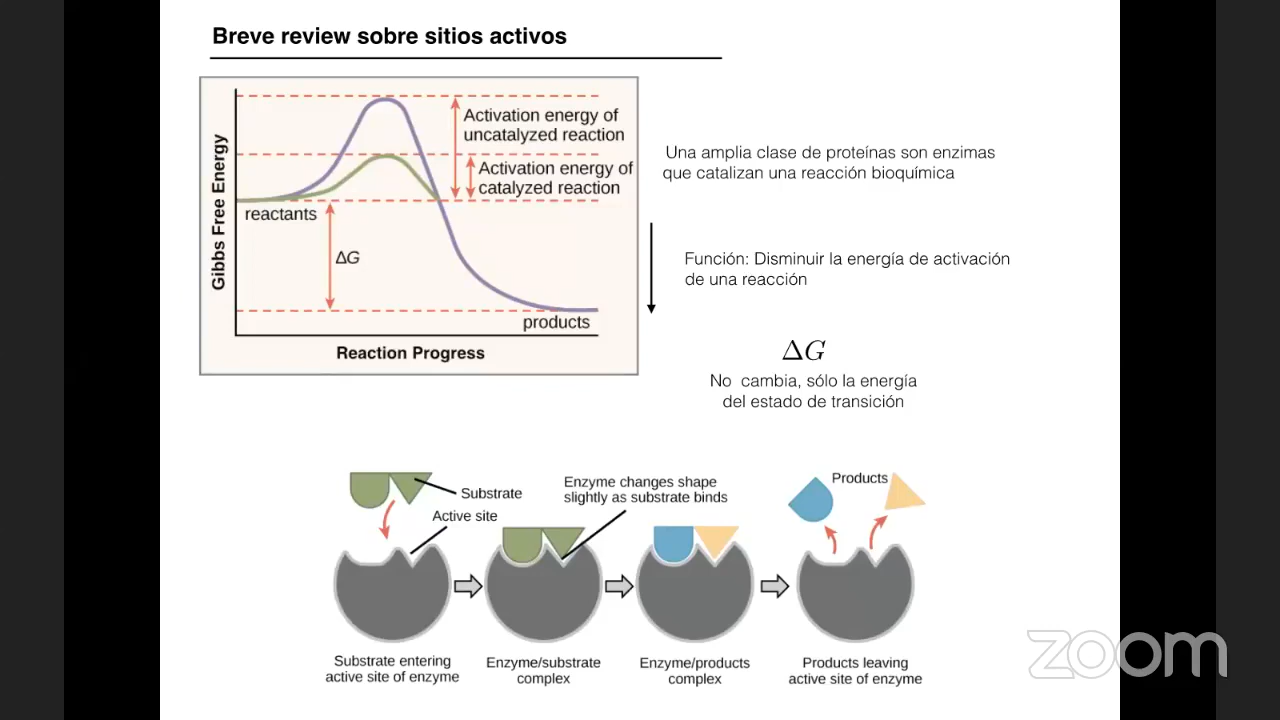 Breve review sobre sitios activos
Gibbs Free Energy
Activation energy of
uncatalyzed reaction
Activation energy of
catalyzed reaction
reactants
ΔG
products
Reaction Progress
Una amplia clase de proteínas son enzimas
que catalizan una reacción bioquímica
Función: Disminuir la energía de activación
de una reacción
ΔG
No cambia, sólo la energía
del estado de transición
Substrate
Active site
Enzyme changes shape
slightly as substrate binds
Products
Substrate entering
active site of enzyme
Enzyme/substrate
complex
Enzyme/products
complex
Products leaving
active site of enzyme
zoom